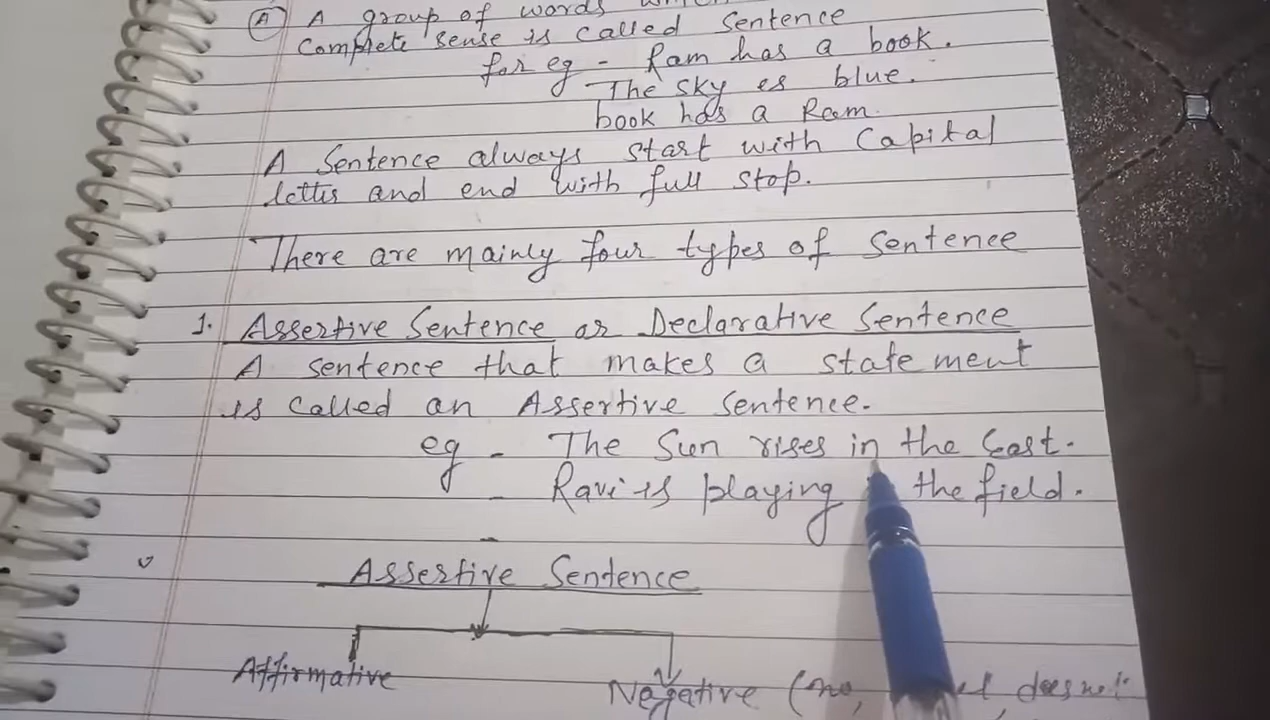 (A) A group of words
Complete sense is called Sentence
for eg - Ram has a book.
The sky is blue.
book has a Ram.
A Sentence always start with Capital
letter and end with full stop.
There are mainly four types of Sentence
1. Assertive Sentence or Declarative Sentence
A sentence that makes a statement
is called an Assertive sentence.
eg - The Sun rises in the East.
- Ravi is playing the field.
Assertive Sentence
Affirmative
Negative (no, does not